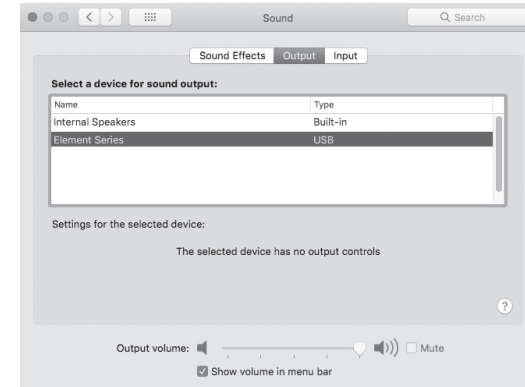 Sound
Search
Sound Effects Output Input
Select a device for sound output:
Name Type
Internal Speakers Built-in
Element Series USB
Settings for the selected device:
The selected device has no output controls
?
Output volume: Mute
Show volume in menu bar